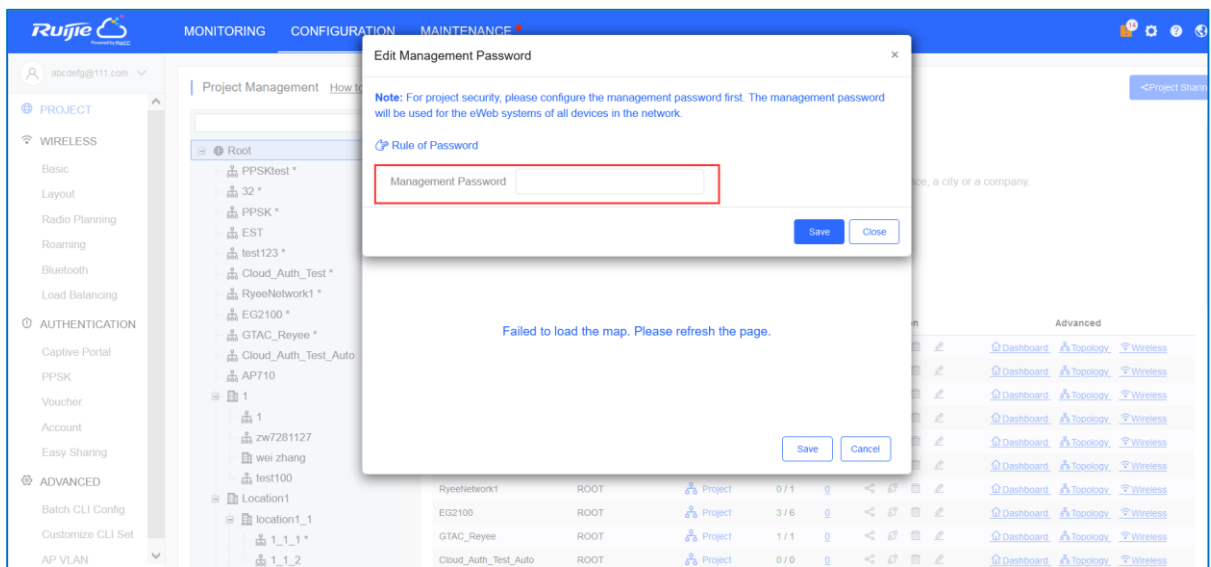 Ruijie
Powered by RACC
MONITORING
CONFIGURATION
MAINTENANCE
14
abcdefg@111.com
PROJECT
WIRELESS
Basic
Layout
Radio Planning
Roaming
Bluetooth
Load Balancing
AUTHENTICATION
Captive Portal
PPSK
Voucher
Account
Easy Sharing
ADVANCED
Batch CLI Config
Customize CLI Set
AP VLAN
Project Management How to
Root
PPSKtest *
32 *
PPSK *
EST
test123 *
Cloud_Auth_Test *
RyeeNetwork1 *
EG2100 *
GTAC_Reyee *
Cloud_Auth_Test_Auto
AP710
1
1
zw7281127
wei zhang
test100
Location1
location1_1
1_1_1 *
1_1_2
Edit Management Password ×
Note: For project security, please configure the management password first. The management password
will be used for the eWeb systems of all devices in the network.
Rule of Password
Management Password
Save Close
Failed to load the map. Please refresh the page.
Save Cancel
Project Sharin
nce, a city or a company.
n Advanced
Dashboard Topology Wireless
Dashboard Topology Wireless
Dashboard Topology Wireless
Dashboard Topology Wireless
Dashboard Topology Wireless
Dashboard Topology Wireless
RyeeNetwork1 ROOT Project 0 / 1 0 Dashboard Topology Wireless
EG2100 ROOT Project 3 / 6 0 Dashboard Topology Wireless
GTAC_Reyee ROOT Project 1 / 1 0 Dashboard Topology Wireless
Cloud_Auth_Test_Auto ROOT Project 0 / 0 0 Dashboard Topology Wireless